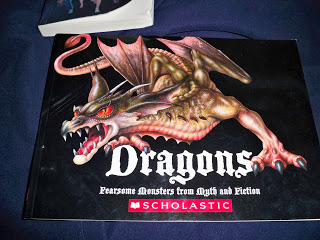 Dragons
Fearsome Monsters from Myth and Fiction
SCHOLASTIC